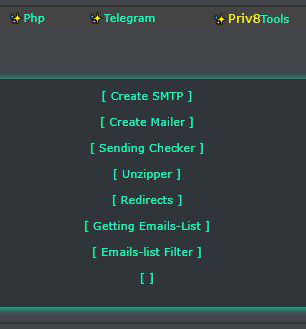 Php Telegram Priv8Tools
[ Create SMTP ]
[ Create Mailer ]
[ Sending Checker ]
[ Unzipper ]
[ Redirects ]
[ Getting Emails-List ]
[ Emails-list Filter ]
[ ]